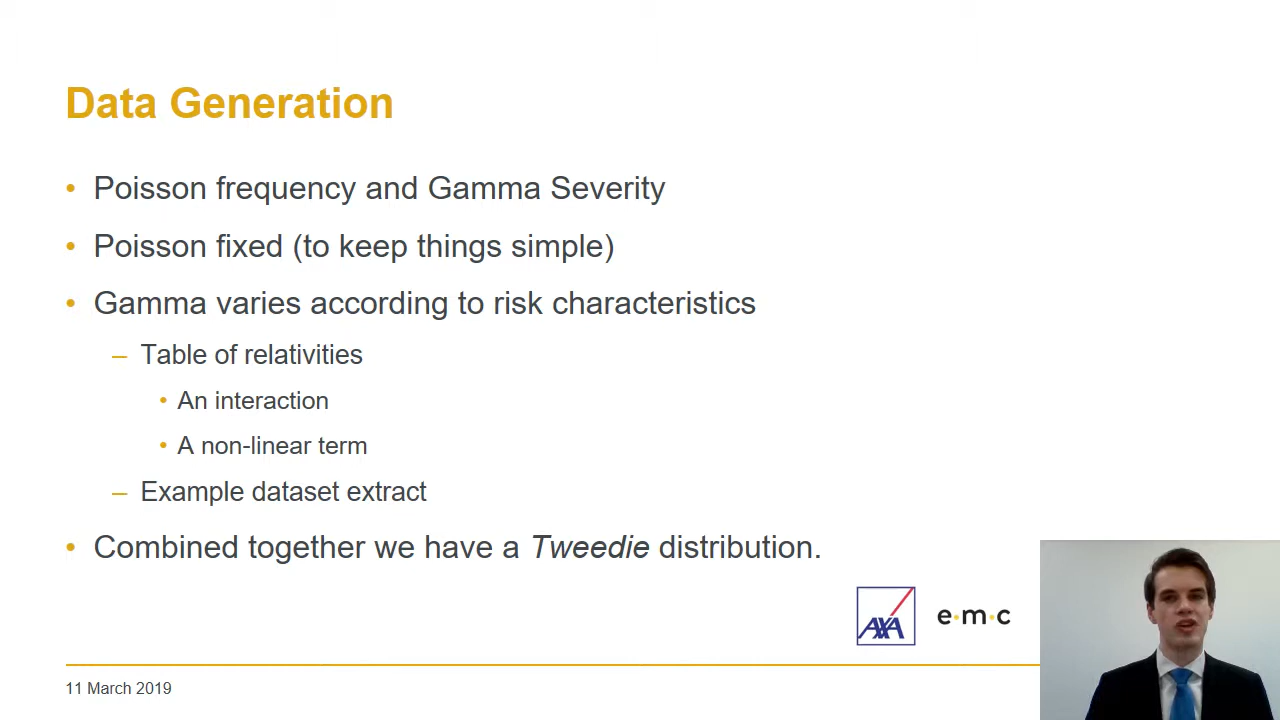 Data Generation
• Poisson frequency and Gamma Severity
• Poisson fixed (to keep things simple)
• Gamma varies according to risk characteristics
– Table of relativities
• An interaction
• A non-linear term
– Example dataset extract
• Combined together we have a Tweedie distribution.
AXA
e·m·c
11 March 2019